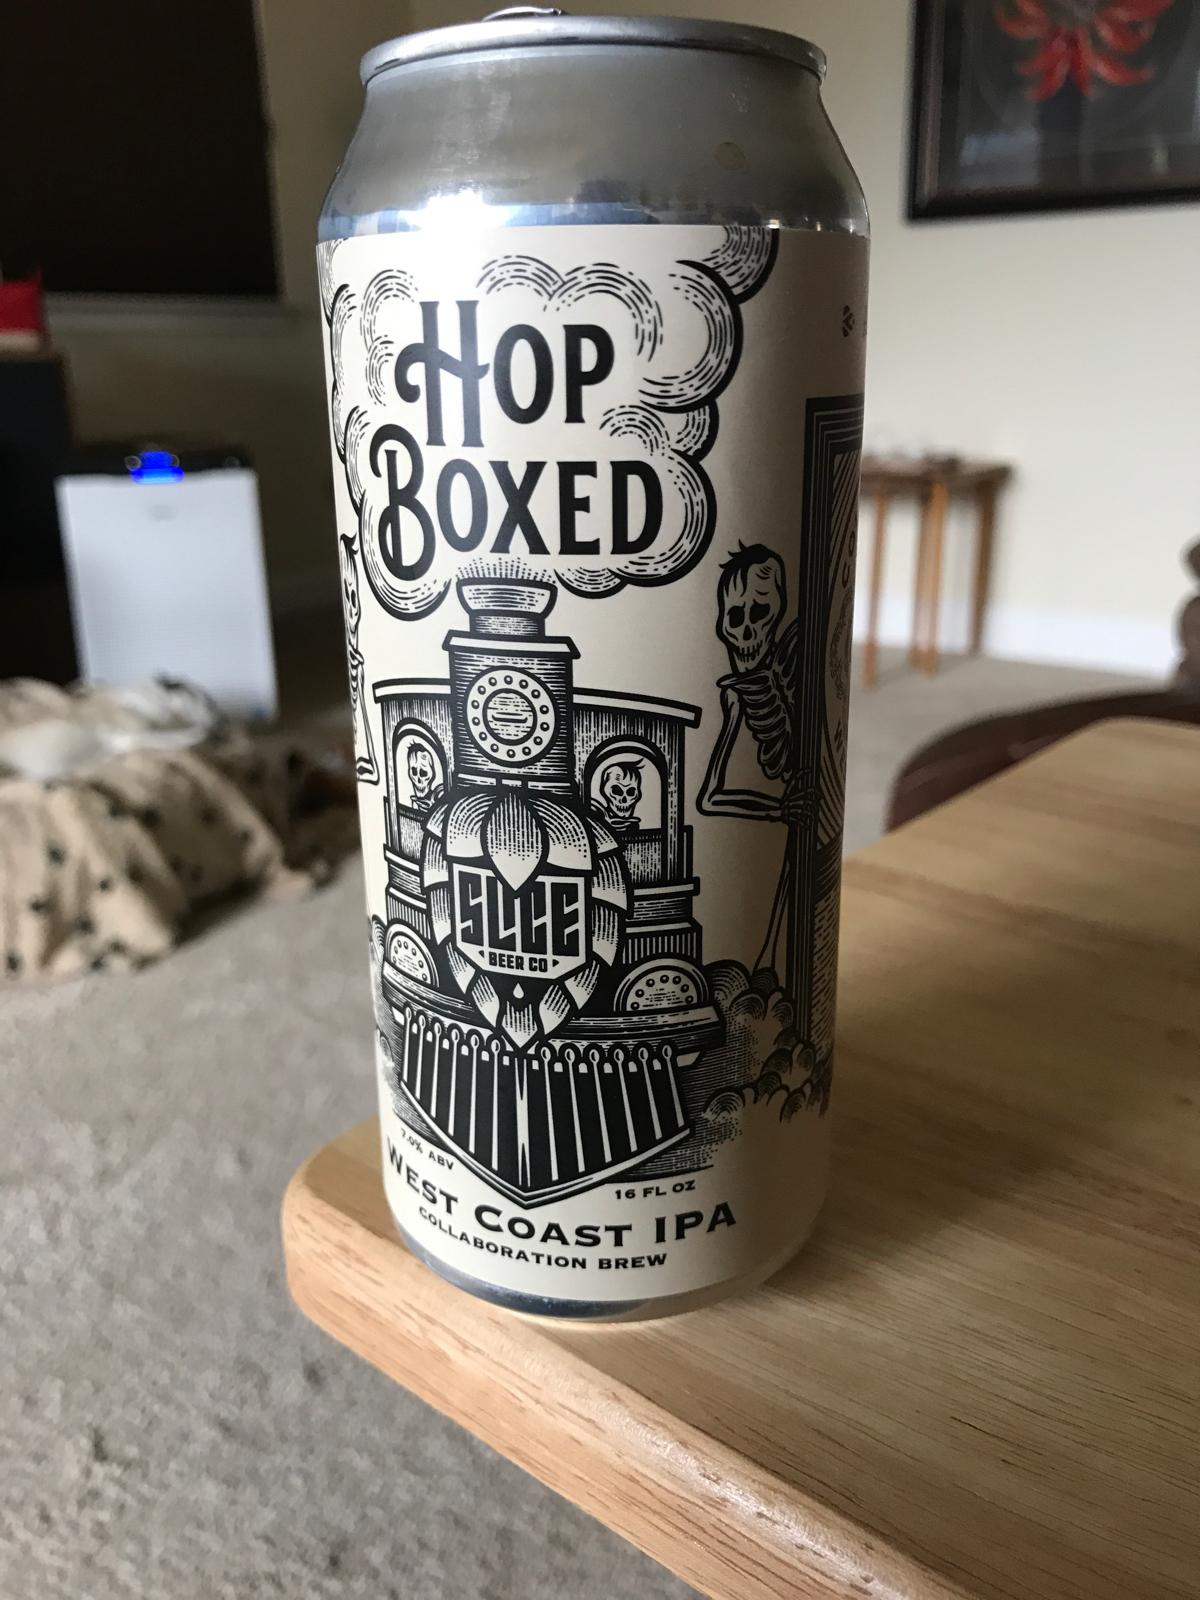 HOP
BOXED
SLICE
BEER CO
7.0% ABV
16 FL OZ
WEST COAST IPA
COLLABORATION BREW